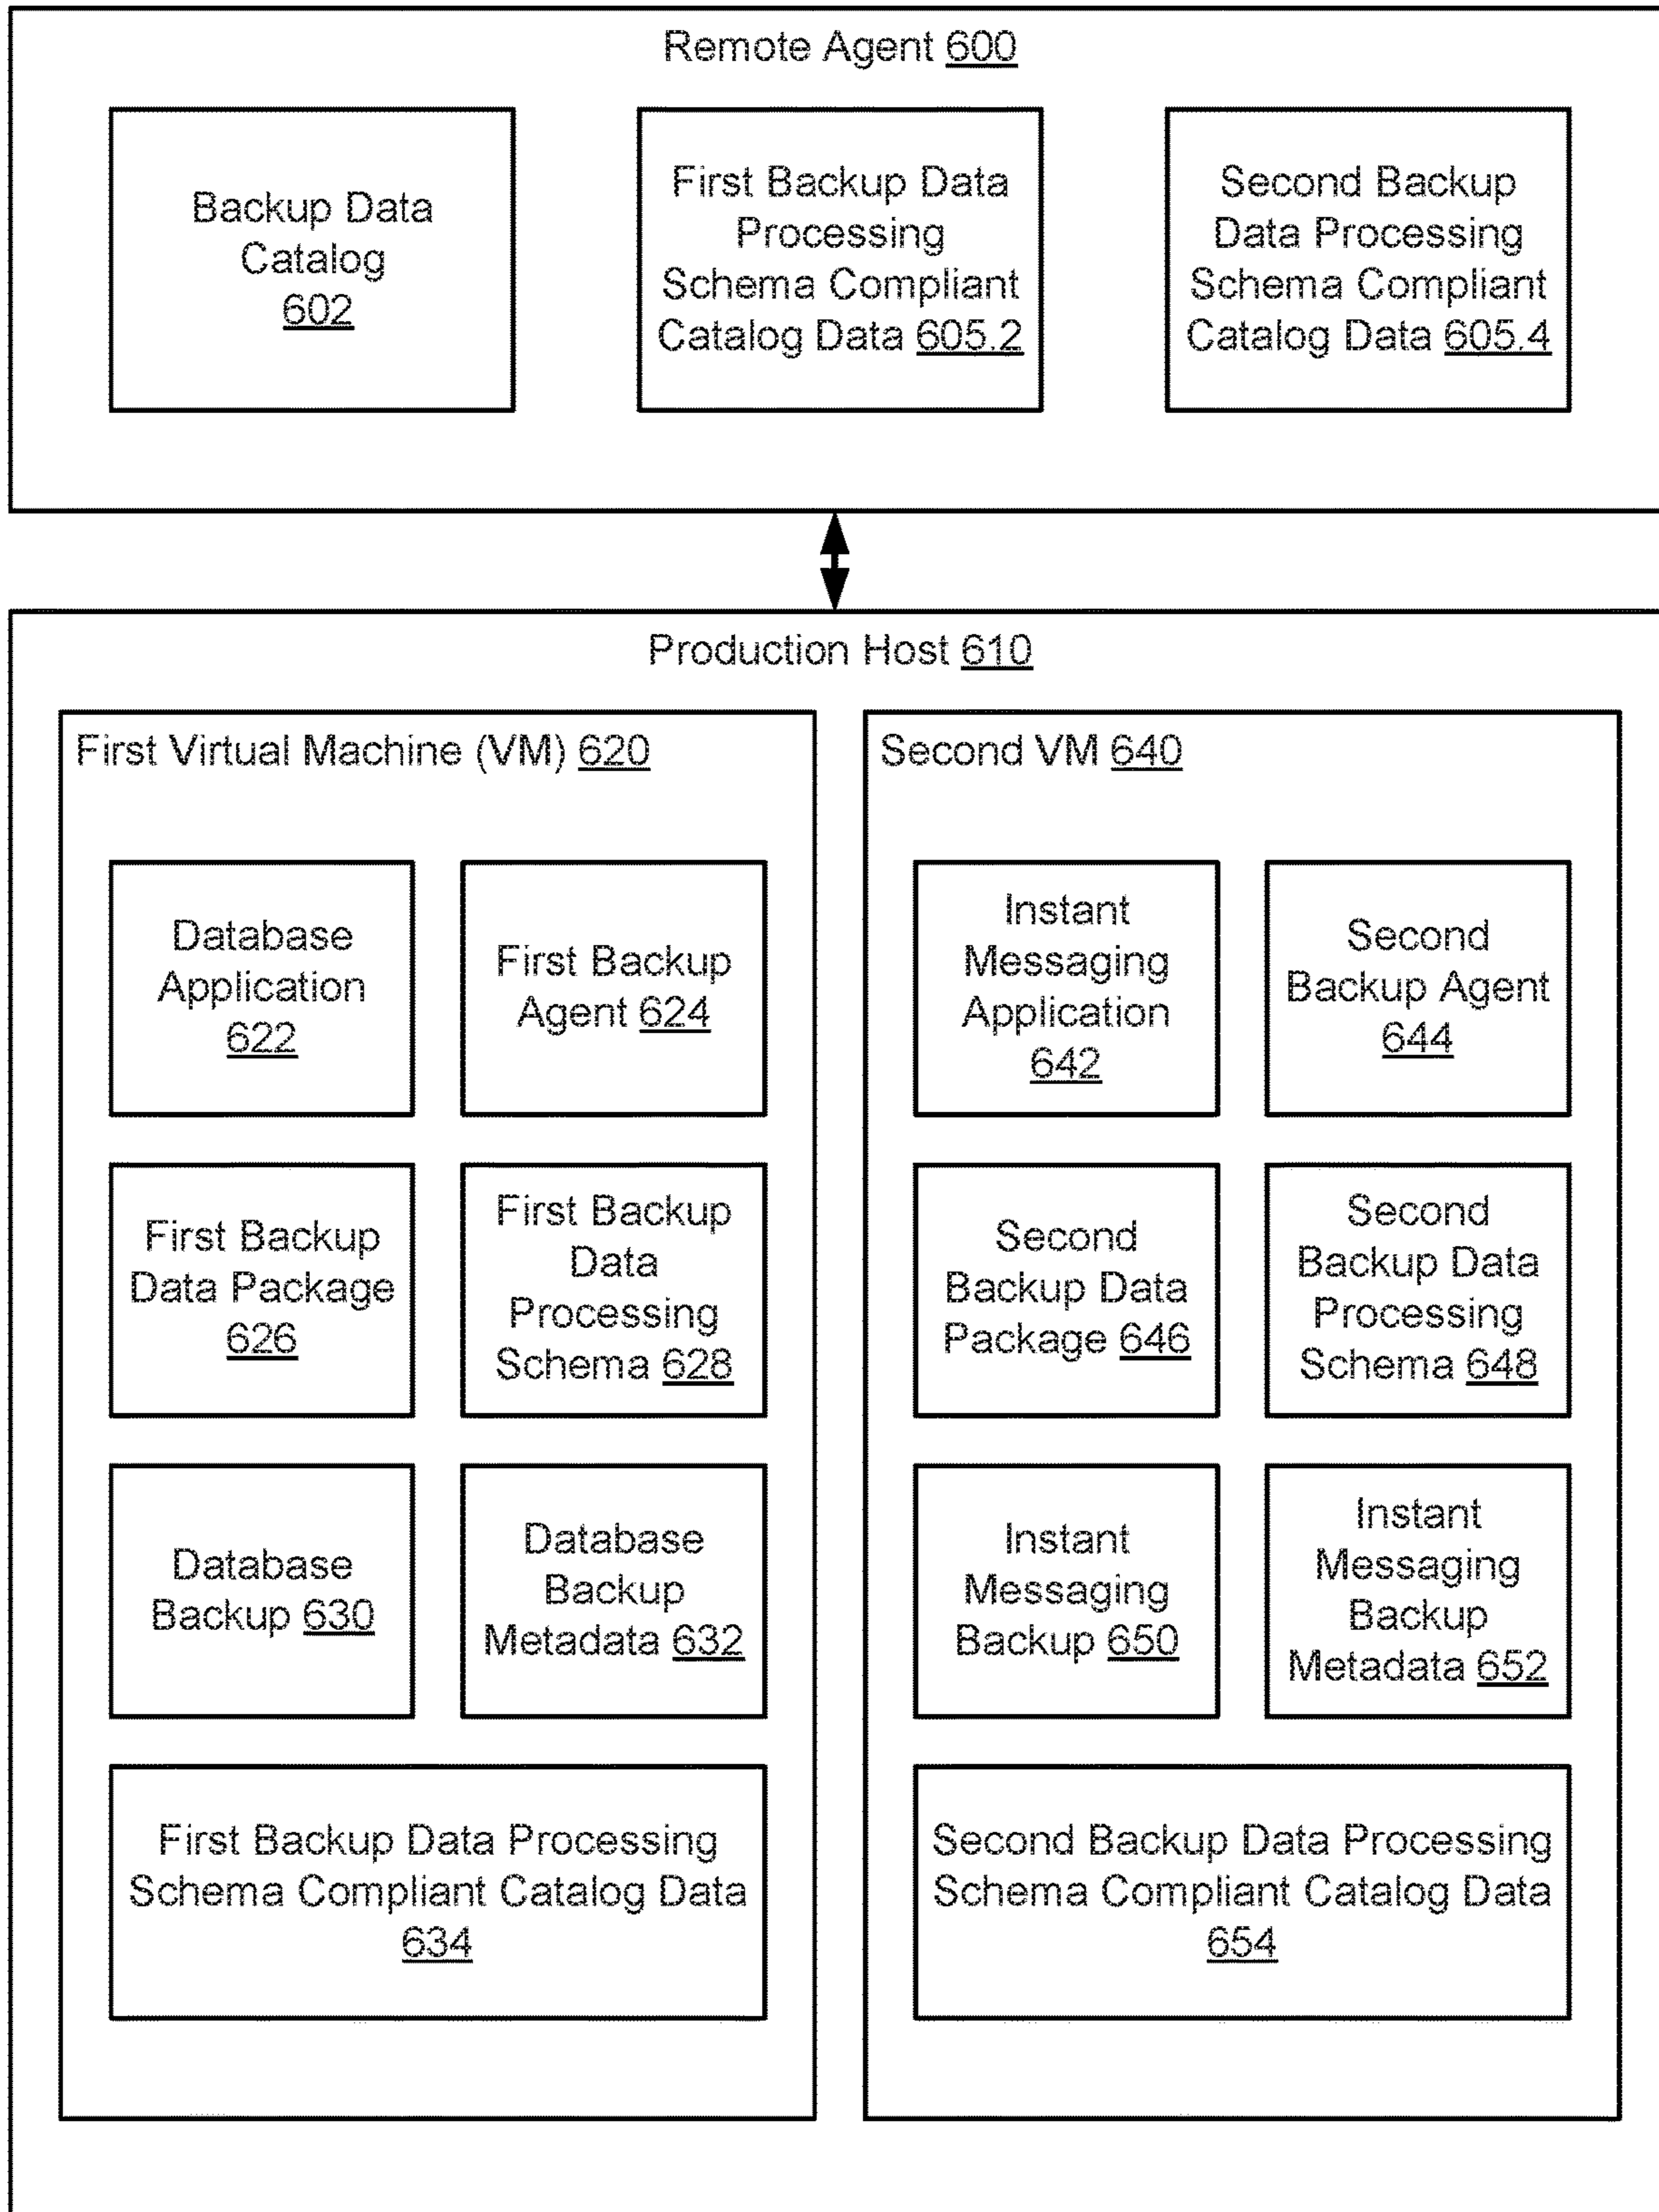 Remote Agent 600
Backup Data
Catalog
602
First Backup Data
Processing
Schema Compliant
Catalog Data 605.2
Second Backup
Data Processing
Schema Compliant
Catalog Data 605.4
Production Host 610
First Virtual Machine (VM) 620
Database
Application
622
First Backup
Agent 624
First Backup
Data Package
626
First Backup
Data
Processing
Schema 628
Database
Backup 630
Database
Backup
Metadata 632
First Backup Data Processing
Schema Compliant Catalog Data
634
Second VM 640
Instant
Messaging
Application
642
Second
Backup Agent
644
Second
Backup Data
Package 646
Second
Backup Data
Processing
Schema 648
Instant
Messaging
Backup 650
Instant
Messaging
Backup
Metadata 652
Second Backup Data Processing
Schema Compliant Catalog Data
654